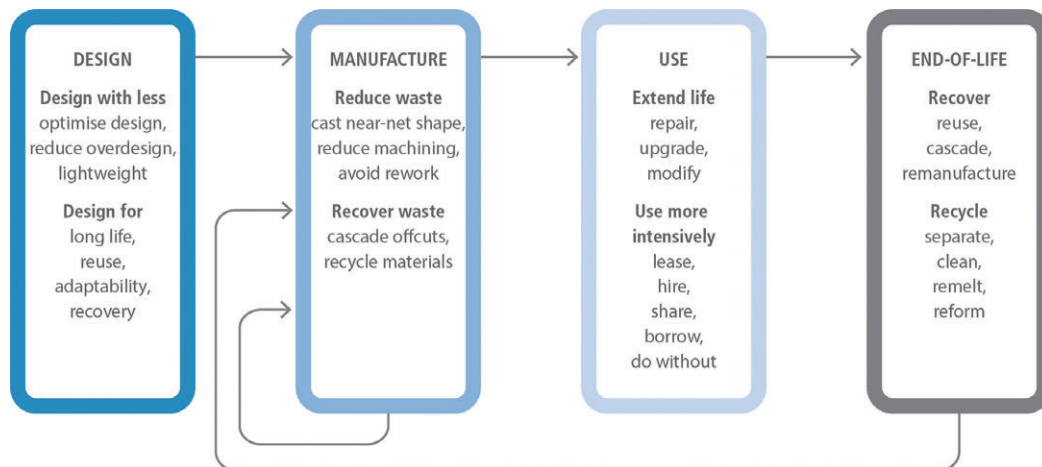 DESIGN
Design with less
optimise design,
reduce overdesign,
lightweight
Design for
long life,
reuse,
adaptability,
recovery
MANUFACTURE
Reduce waste
cast near-net shape,
reduce machining,
avoid rework
Recover waste
cascade offcuts,
recycle materials
USE
Extend life
repair,
upgrade,
modify
Use more
intensively
lease,
hire,
share,
borrow,
do without
END-OF-LIFE
Recover
reuse,
cascade,
remanufacture
Recycle
separate,
clean,
remelt,
reform